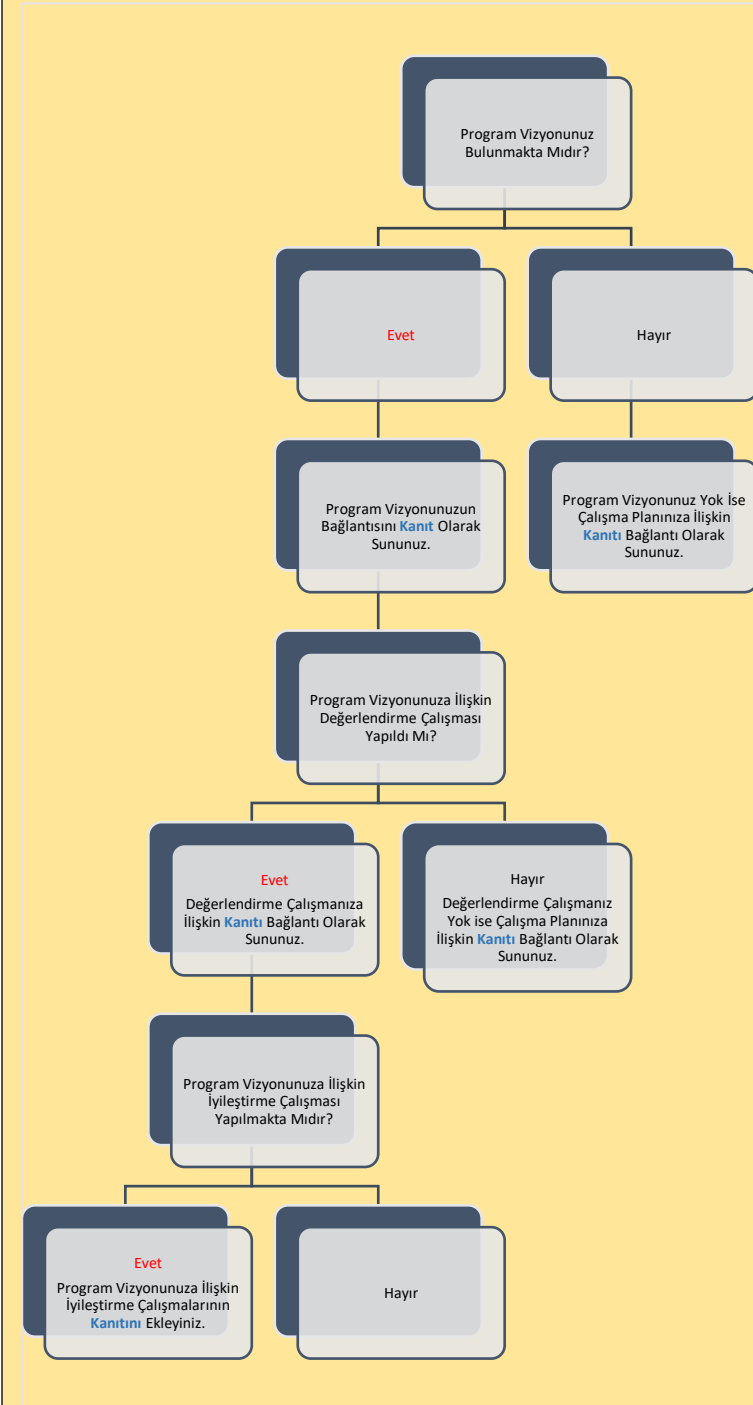 Program Vizyonunuz
Bulunmakta Mıdır?
Evet
Hayır
Program Vizyonunuzun
Bağlantısını Kanıt Olarak
Sununuz.
Program Vizyonunuz Yok İse
Çalışma Planınıza İlişkin
Kanıtı Bağlantı Olarak
Sununuz.
Program Vizyonunuza İlişkin
Değerlendirme Çalışması
Yapıldı Mı?
Evet
Değerlendirme Çalışmanıza
İlişkin Kanıtı Bağlantı Olarak
Sununuz.
Hayır
Değerlendirme Çalışmanız
Yok ise Çalışma Planınıza
İlişkin Kanıtı Bağlantı Olarak
Sununuz.
Program Vizyonunuza İlişkin
İyileştirme Çalışması
Yapılmakta Mıdır?
Evet
Program Vizyonunuza İlişkin
İyileştirme Çalışmalarının
Kanıtını Ekleyiniz.
Hayır